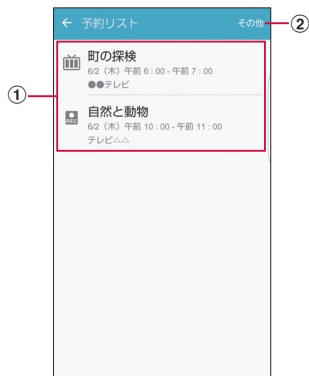 ← 予約リスト その他 ②
①
町の探検
6/2（木）午前 6 : 00 - 午前 7 : 00
●●テレビ
自然と動物
REC
6/2（木）午前 10 : 00 - 午前 11 : 00
テレビ△△